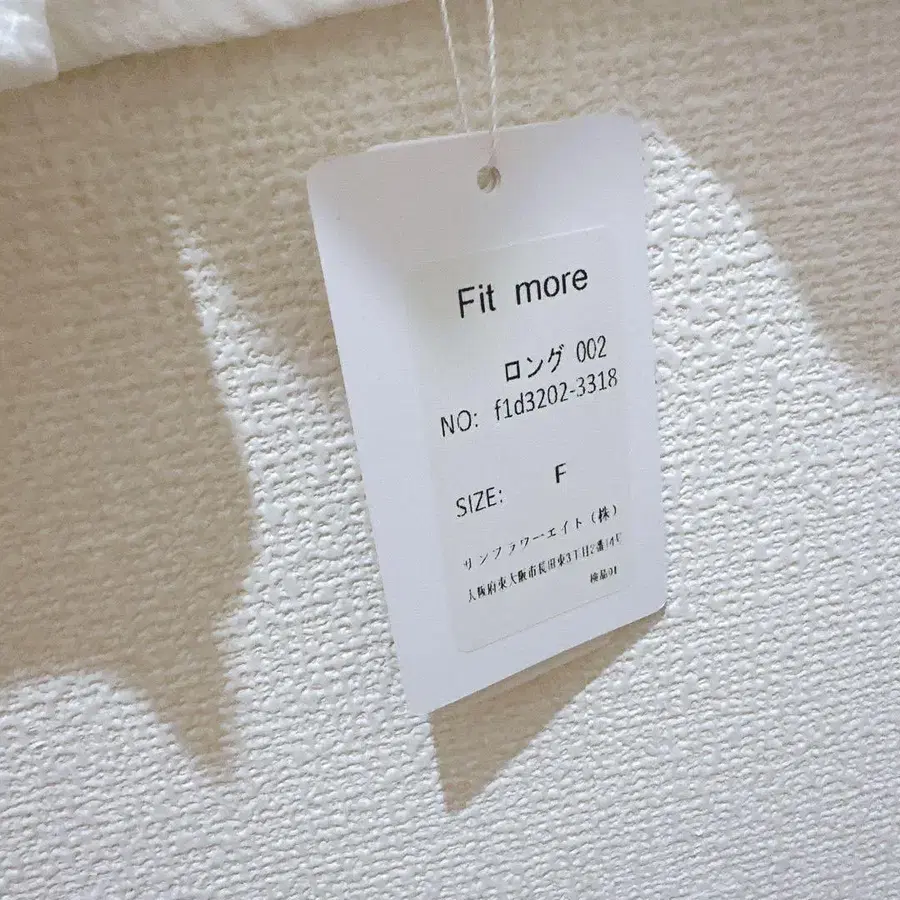 Fit more
ロング 002
NO: f1d3202-3318
SIZE: F
サンフラワーエイト（株）
大阪府東大阪市長田東3丁目2番14号
検品01